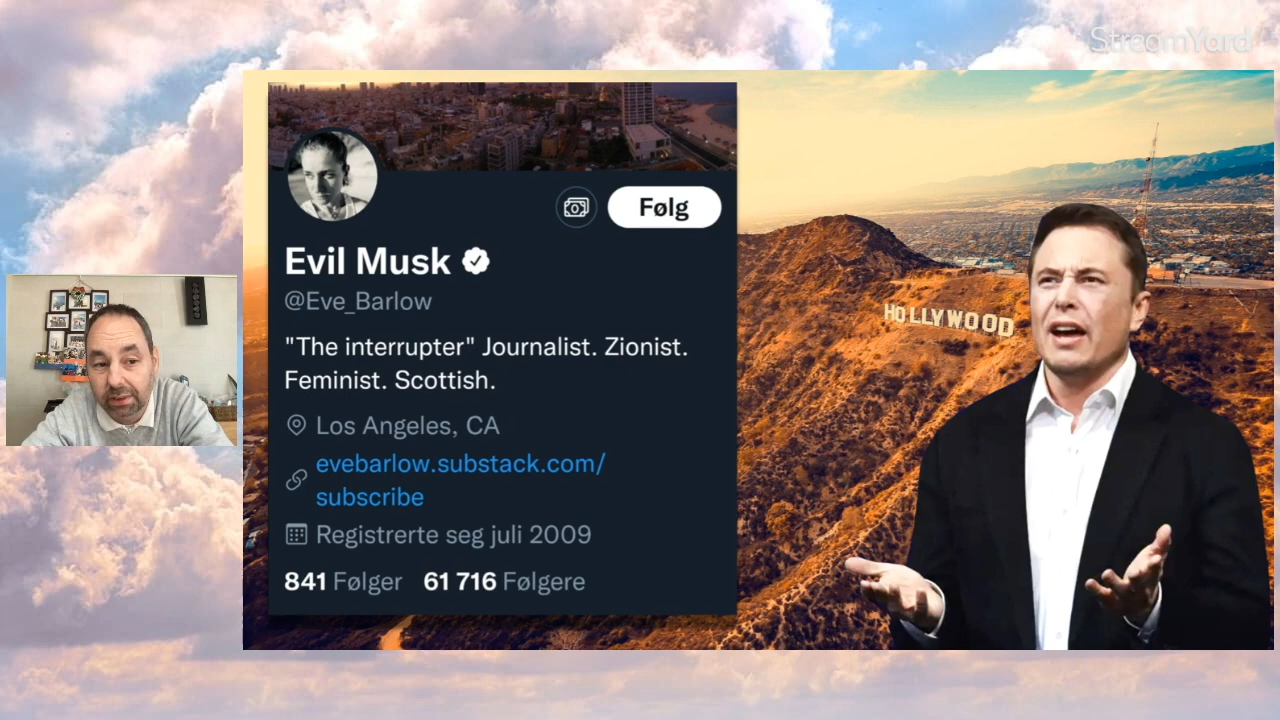 StreamYard
Følg
Evil Musk
@Eve_Barlow
"The interrupter" Journalist. Zionist.
Feminist. Scottish.
Los Angeles, CA
evebarlow.substack.com/
subscribe
Registrerte seg juli 2009
841 Følger 61 716 Følgere
HOLLYWOOD